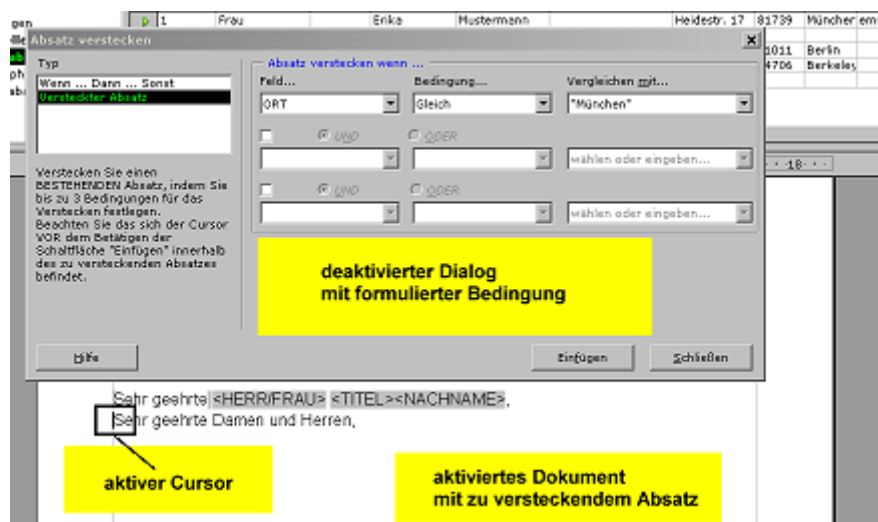 1 Frau Erika Mustermann Heidestr. 17 81739
Absatz verstecken
Berlin
Typ
Wenn ... Dann ... Sonst
Versteckter Absatz
Absatz verstecken wenn ...
Feld... Bedingung... Vergleichen mit...
ORT Gleich "München"
UND ODER
wählen oder eingeben...
UND ODER
wählen oder eingeben...
18
Verstecken Sie einen
BESTEHENDEN Absatz, indem Sie
bis zu 3 Bedingungen für das
Verstecken festlegen.
Beachten Sie das sich der Cursor
VOR dem Betätigen der
Schaltfläche "Einfügen" innerhalb
des zu versteckenden Absatzes
befindet.
deaktivierter Dialog
mit formulierter Bedingung
Hilfe Einfügen Schließen
Sehr geehrte <HERR/FRAU> <TITEL><NACHNAME>,
Sehr geehrte Damen und Herren,
aktiver Cursor
aktiviertes Dokument
mit zu versteckendem Absatz